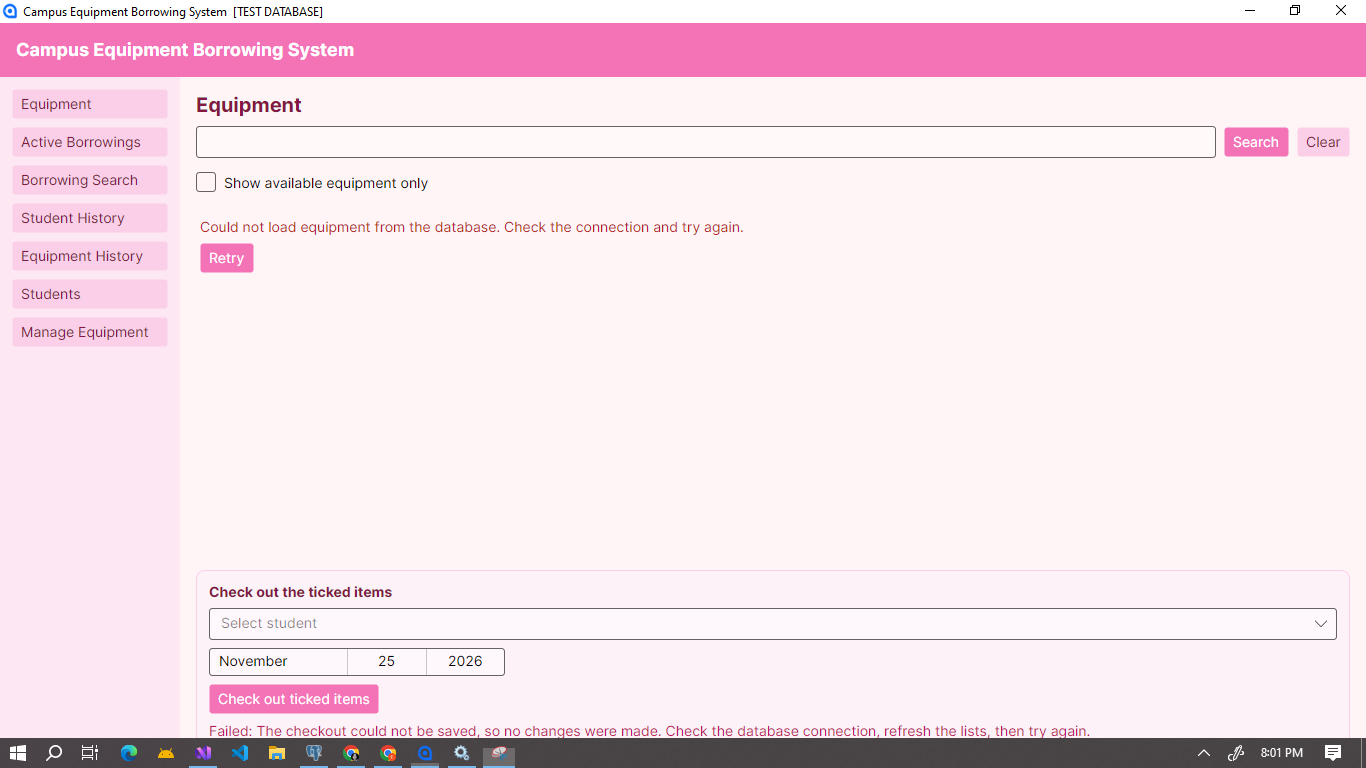 Campus Equipment Borrowing System [TEST DATABASE]
Campus Equipment Borrowing System
Equipment
Active Borrowings
Borrowing Search
Student History
Equipment History
Students
Manage Equipment
Equipment
Search
Clear
Show available equipment only
Could not load equipment from the database. Check the connection and try again.
Retry
Check out the ticked items
Select student
November 25 2026
Check out ticked items
Failed: The checkout could not be saved, so no changes were made. Check the database connection, refresh the lists, then try again.
8:01 PM